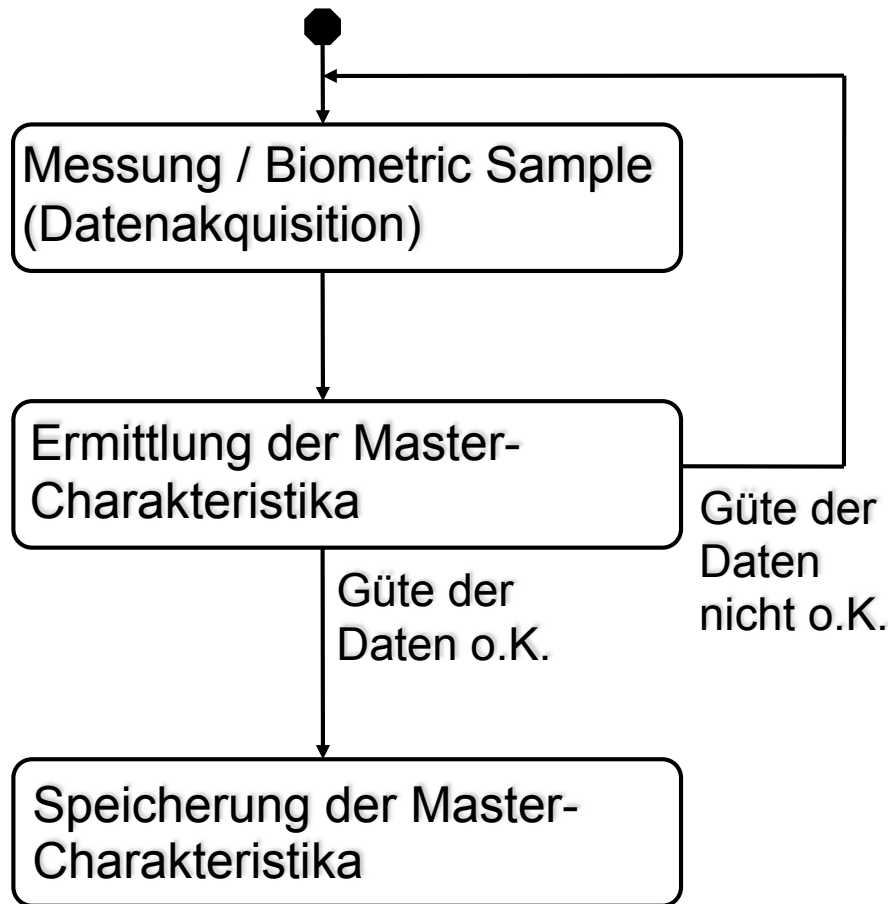 Messung / Biometric Sample
(Datenakquisition)
Ermittlung der Master-
Charakteristika
Güte der
Daten
nicht o.K.
Güte der
Daten o.K.
Speicherung der Master-
Charakteristika